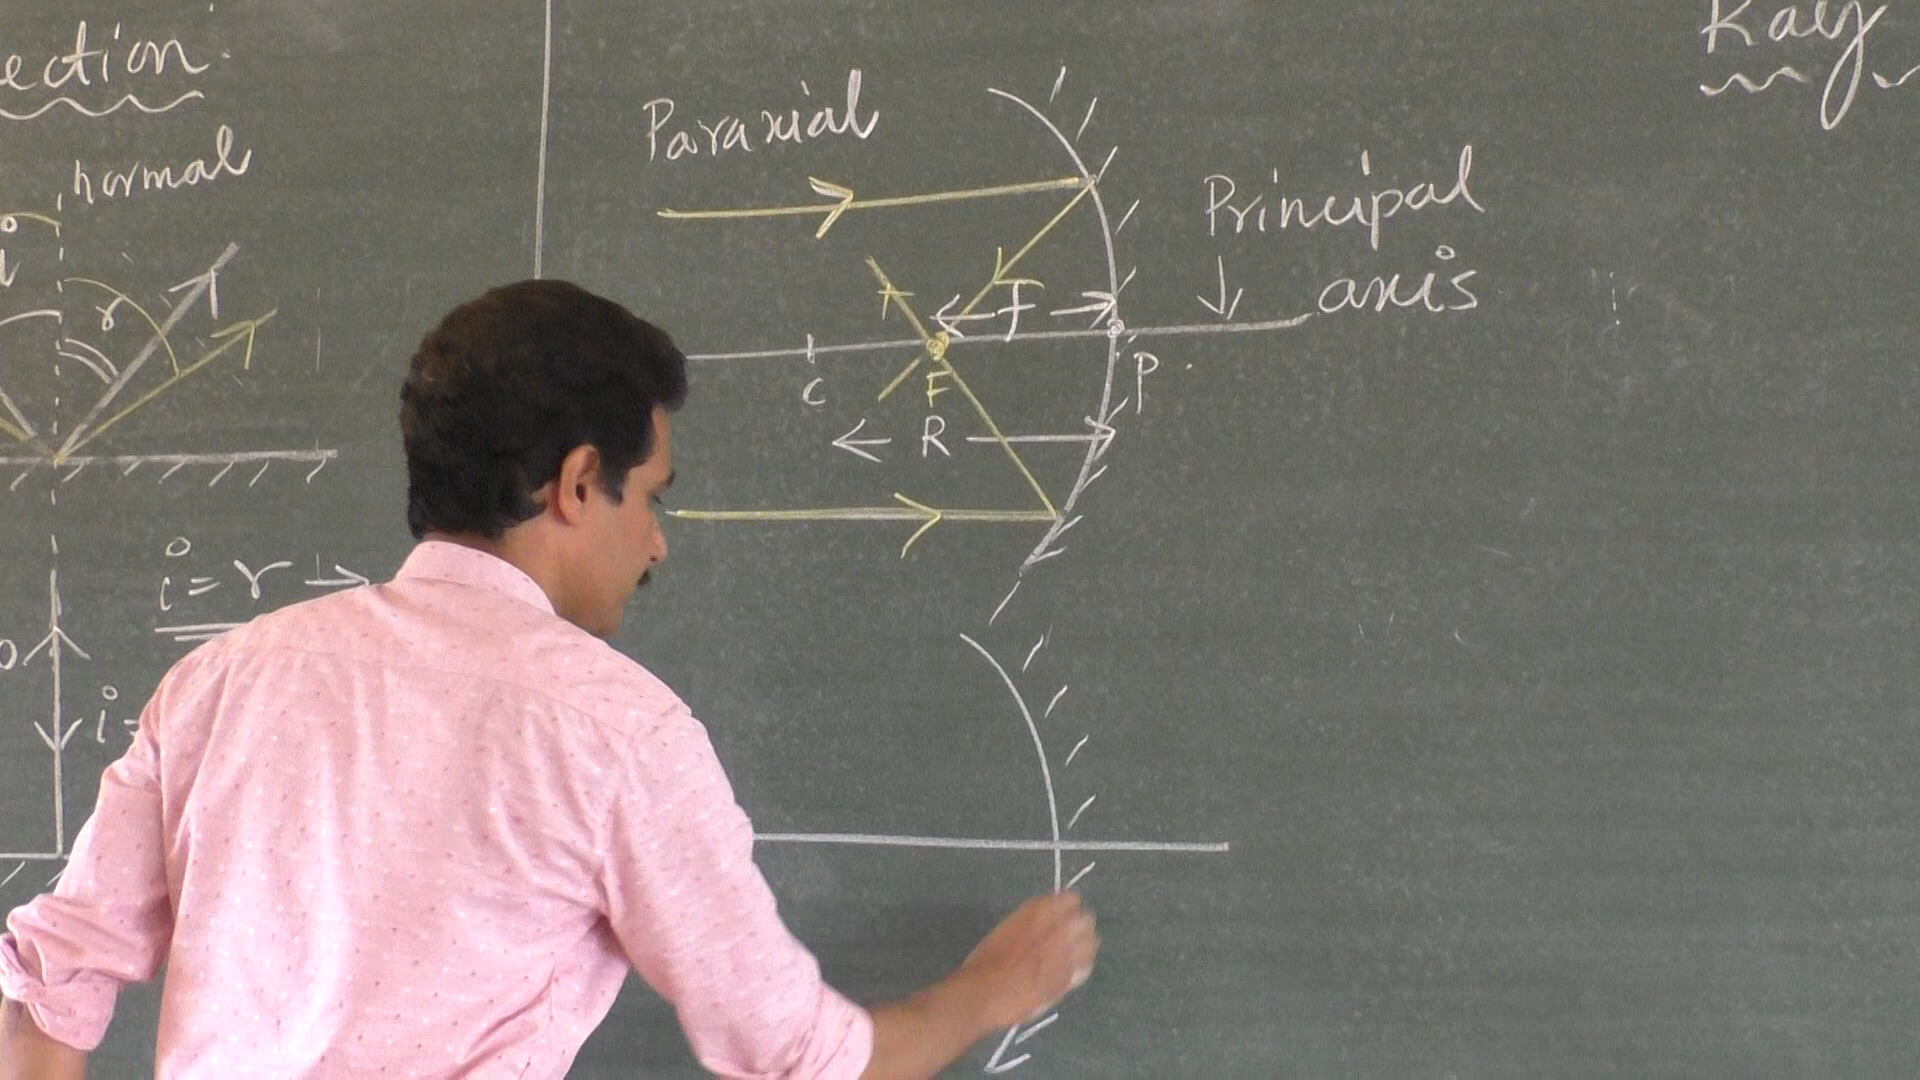 ection.
normal
i
r
i = r →
i =
Paraxial
f
C
F
P
R
Principal
axis
Ray